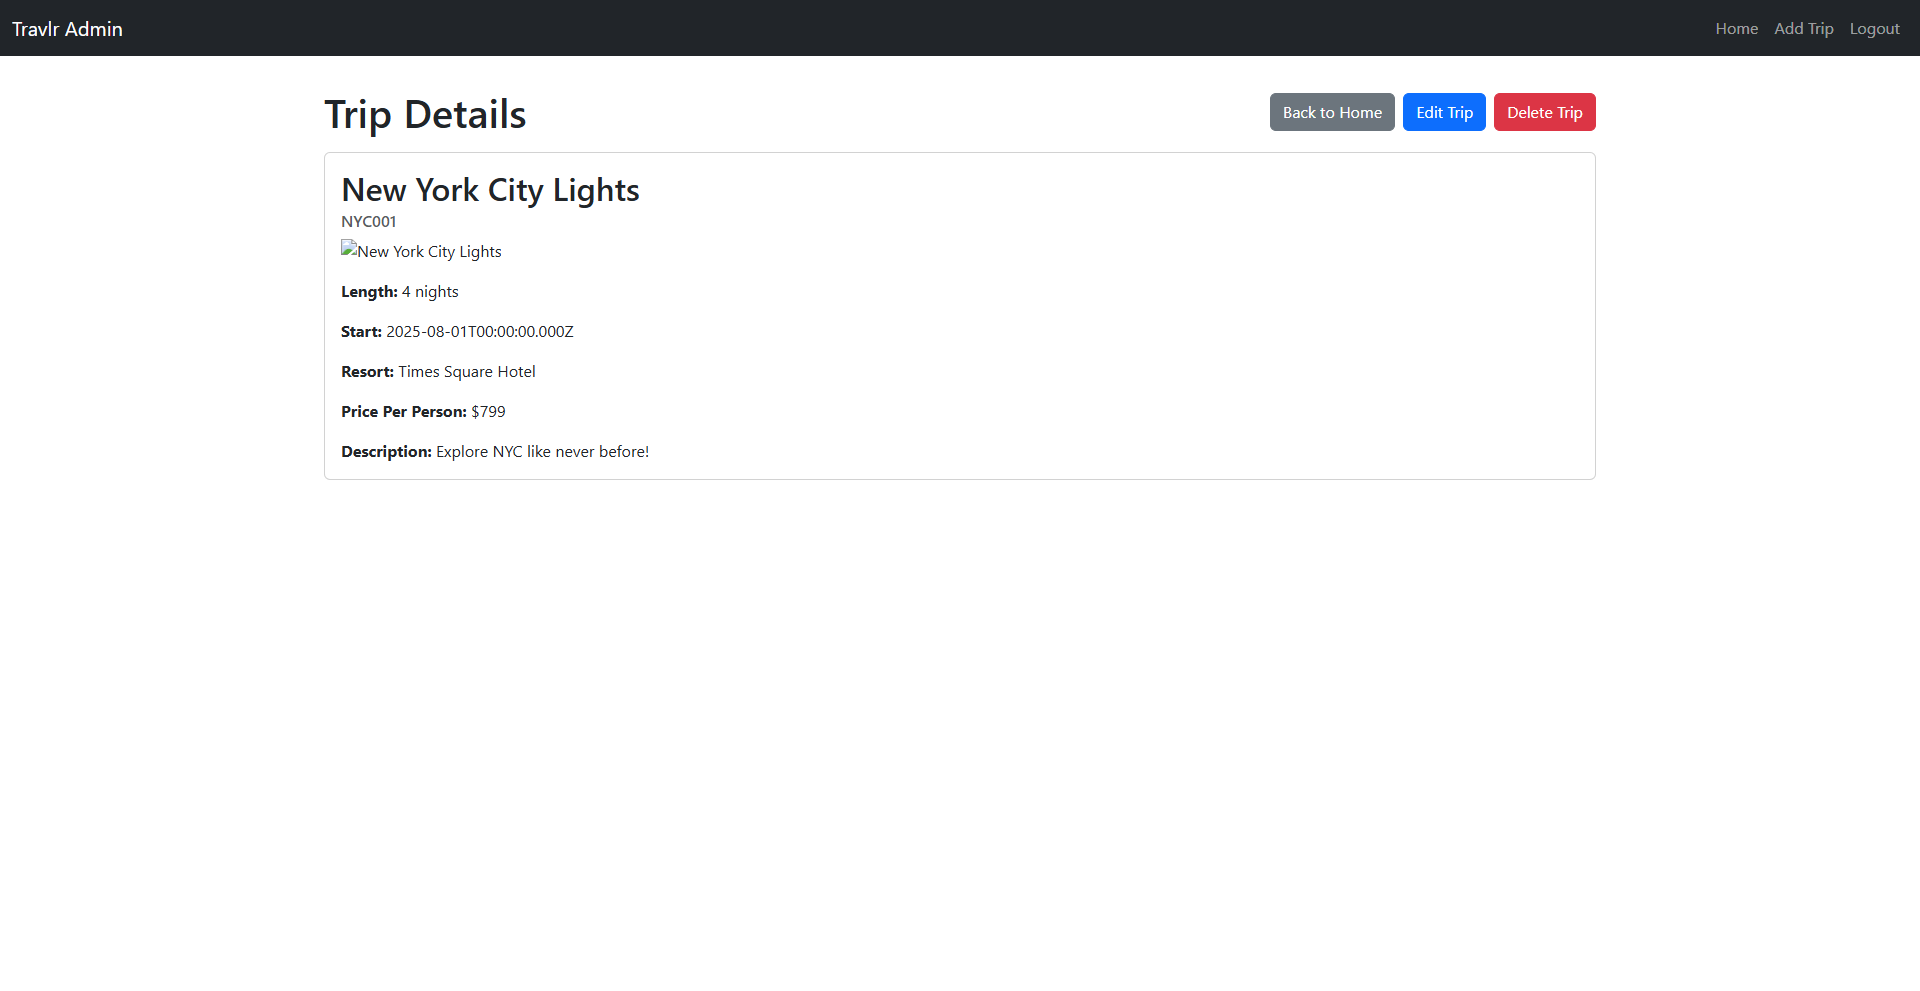 Travlr Admin
Home Add Trip Logout
Trip Details
Back to Home Edit Trip Delete Trip
New York City Lights
NYC001
New York City Lights
Length: 4 nights
Start: 2025-08-01T00:00:00.000Z
Resort: Times Square Hotel
Price Per Person: $799
Description: Explore NYC like never before!